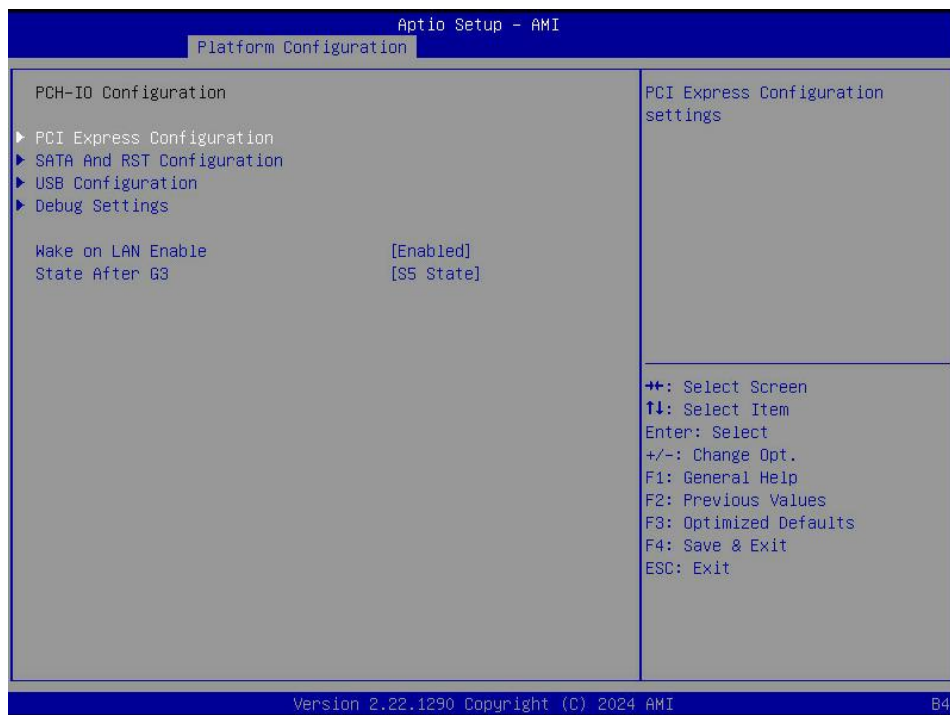 Aptio Setup – AMI
Platform Configuration
PCH-IO Configuration
PCI Express Configuration
SATA And RST Configuration
USB Configuration
Debug Settings
Wake on LAN Enable [Enabled]
State After G3 [S5 State]
PCI Express Configuration
settings
→←: Select Screen
↑↓: Select Item
Enter: Select
+/-: Change Opt.
F1: General Help
F2: Previous Values
F3: Optimized Defaults
F4: Save & Exit
ESC: Exit
Version 2.22.1290 Copyright (C) 2024 AMI
B4